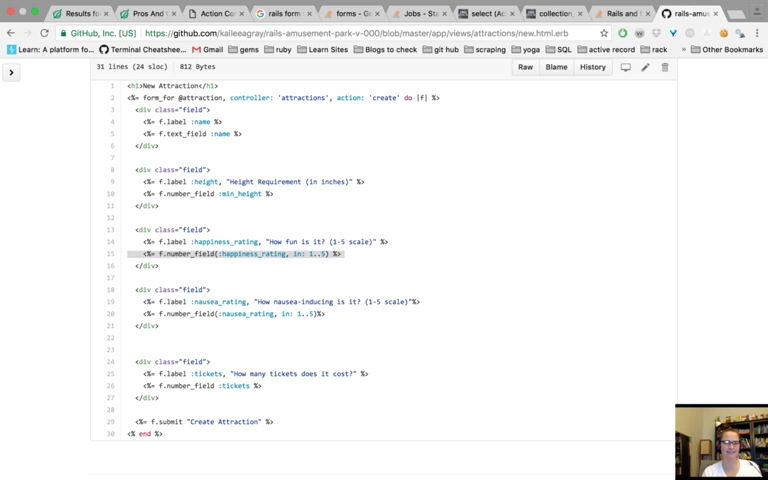 Results fo
Pros And F
Action Co
rails form
forms - G
Jobs - Sta
select (Ac
collection_
Rails and
rails-amus
GitHub, Inc. [US]
https://github.com/kaileeagray/rails-amusement-park-v-000/blob/master/app/views/attractions/new.html.erb
Learn: A platform fo…
Terminal Cheatshee…
Gmail
gems
ruby
Learn Sites
Blogs to check
git hub
scraping
yoga
SQL
active record
rack
Other Bookmarks
31 lines (24 sloc)
812 Bytes
Raw
Blame
History
1 <h1>New Attraction</h1>
2 <%= form_for @attraction, controller: 'attractions', action: 'create' do |f| %>
3 <div class="field">
4 <%= f.label :name %>
5 <%= f.text_field :name %>
6 </div>
7
8 <div class="field">
9 <%= f.label :height, "Height Requirement (in inches)" %>
10 <%= f.number_field :min_height %>
11 </div>
12
13 <div class="field">
14 <%= f.label :happiness_rating, "How fun is it? (1-5 scale)" %>
15 <%= f.number_field(:happiness_rating, in: 1..5) %>
16 </div>
17
18 <div class="field">
19 <%= f.label :nausea_rating, "How nausea-inducing is it? (1-5 scale)"%>
20 <%= f.number_field(:nausea_rating, in: 1..5)%>
21 </div>
22
23
24 <div class="field">
25 <%= f.label :tickets, "How many tickets does it cost?" %>
26 <%= f.number_field :tickets %>
27 </div>
28
29 <%= f.submit "Create Attraction" %>
30 <% end %>